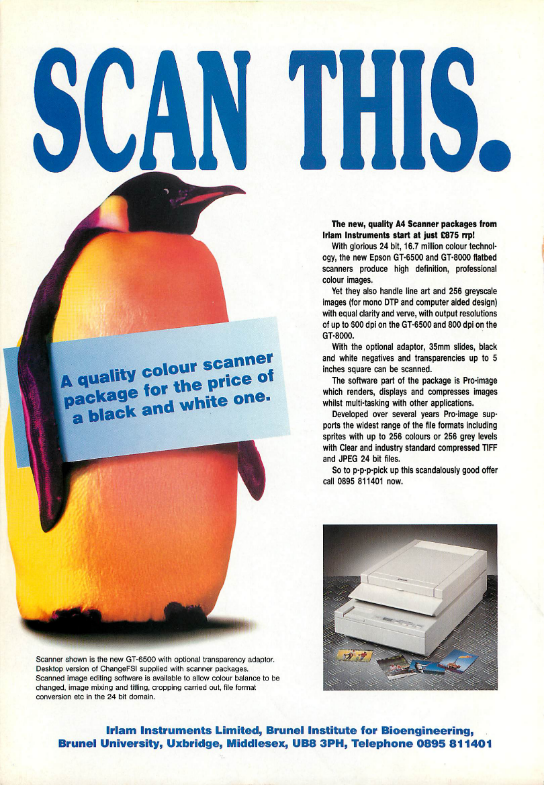 SCAN THIS.
The new, quality A4 Scanner packages from
Irlam Instruments start at just £875 rrp!
With glorious 24 bit, 16.7 million colour technol-
ogy, the new Epson GT-6500 and GT-8000 flatbed
scanners produce high definition, professional
colour images.
Yet they also handle line art and 256 greyscale
images (for mono DTP and computer aided design)
with equal clarity and verve, with output resolutions
of up to 600 dpi on the GT-6500 and 800 dpi on the
GT-8000.
With the optional adaptor, 35mm slides, black
and white negatives and transparencies up to 5
inches square can be scanned.
The software part of the package is Pro-image
which renders, displays and compresses images
whilst multi-tasking with other applications.
Developed over several years Pro-image sup-
ports the widest range of the file formats including
sprites with up to 256 colours or 256 grey levels
with Clear and industry standard compressed TIFF
and JPEG 24 bit files.
So to p-p-p-pick up this scandalously good offer
call 0895 811401 now.
A quality colour scanner
package for the price of
a black and white one.
Scanner shown is the new GT-6500 with optional transparency adaptor.
Desktop version of ChangeFSI supplied with scanner packages.
Scanned image editing software is available to allow colour balance to be
changed, image mixing and titling, cropping carried out, file format
conversion etc in the 24 bit domain.
Irlam Instruments Limited, Brunel Institute for Bioengineering,
Brunel University, Uxbridge, Middlesex, UB8 3PH, Telephone 0895 811401